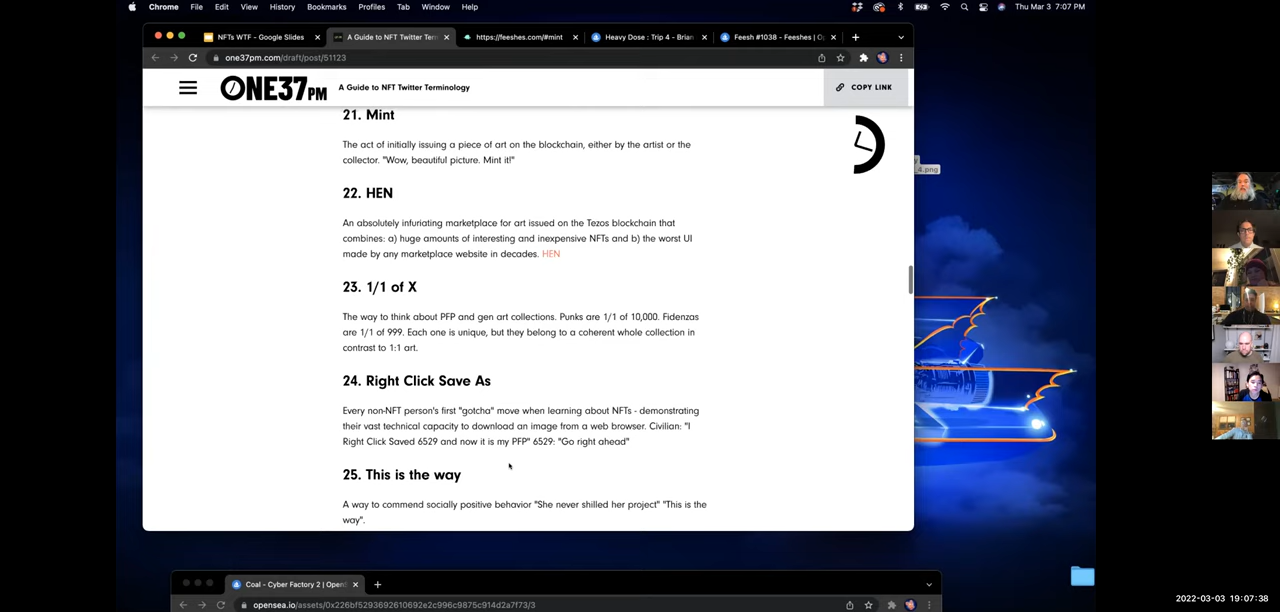 Chrome File Edit View History Bookmarks Profiles Tab Window Help Thu Mar 3 7:07 PM
NFTs WTF - Google Slides A Guide to NFT Twitter Term https://feeshes.com/#mint Heavy Dose : Trip 4 - Brian Feesh #1038 - Feeshes | Op
one37pm.com/draft/post/51123
ONE37PM A Guide to NFT Twitter Terminology COPY LINK
21. Mint
The act of initially issuing a piece of art on the blockchain, either by the artist or the
collector. "Wow, beautiful picture. Mint it!"
_4.png
22. HEN
An absolutely infuriating marketplace for art issued on the Tezos blockchain that
combines: a) huge amounts of interesting and inexpensive NFTs and b) the worst UI
made by any marketplace website in decades. HEN
23. 1/1 of X
The way to think about PFP and gen art collections. Punks are 1/1 of 10,000. Fidenzas
are 1/1 of 999. Each one is unique, but they belong to a coherent whole collection in
contrast to 1:1 art.
24. Right Click Save As
Every non-NFT person's first "gotcha" move when learning about NFTs - demonstrating
their vast technical capacity to download an image from a web browser. Civilian: "I
Right Click Saved 6529 and now it is my PFP" 6529: "Go right ahead"
25. This is the way
A way to commend socially positive behavior "She never shilled her project" "This is the
way".
Coal - Cyber Factory 2 | Open
opensea.io/assets/0x226bf5293692610692e2c996c9875c914d2a7f73/3
2022-03-03 19:07:38